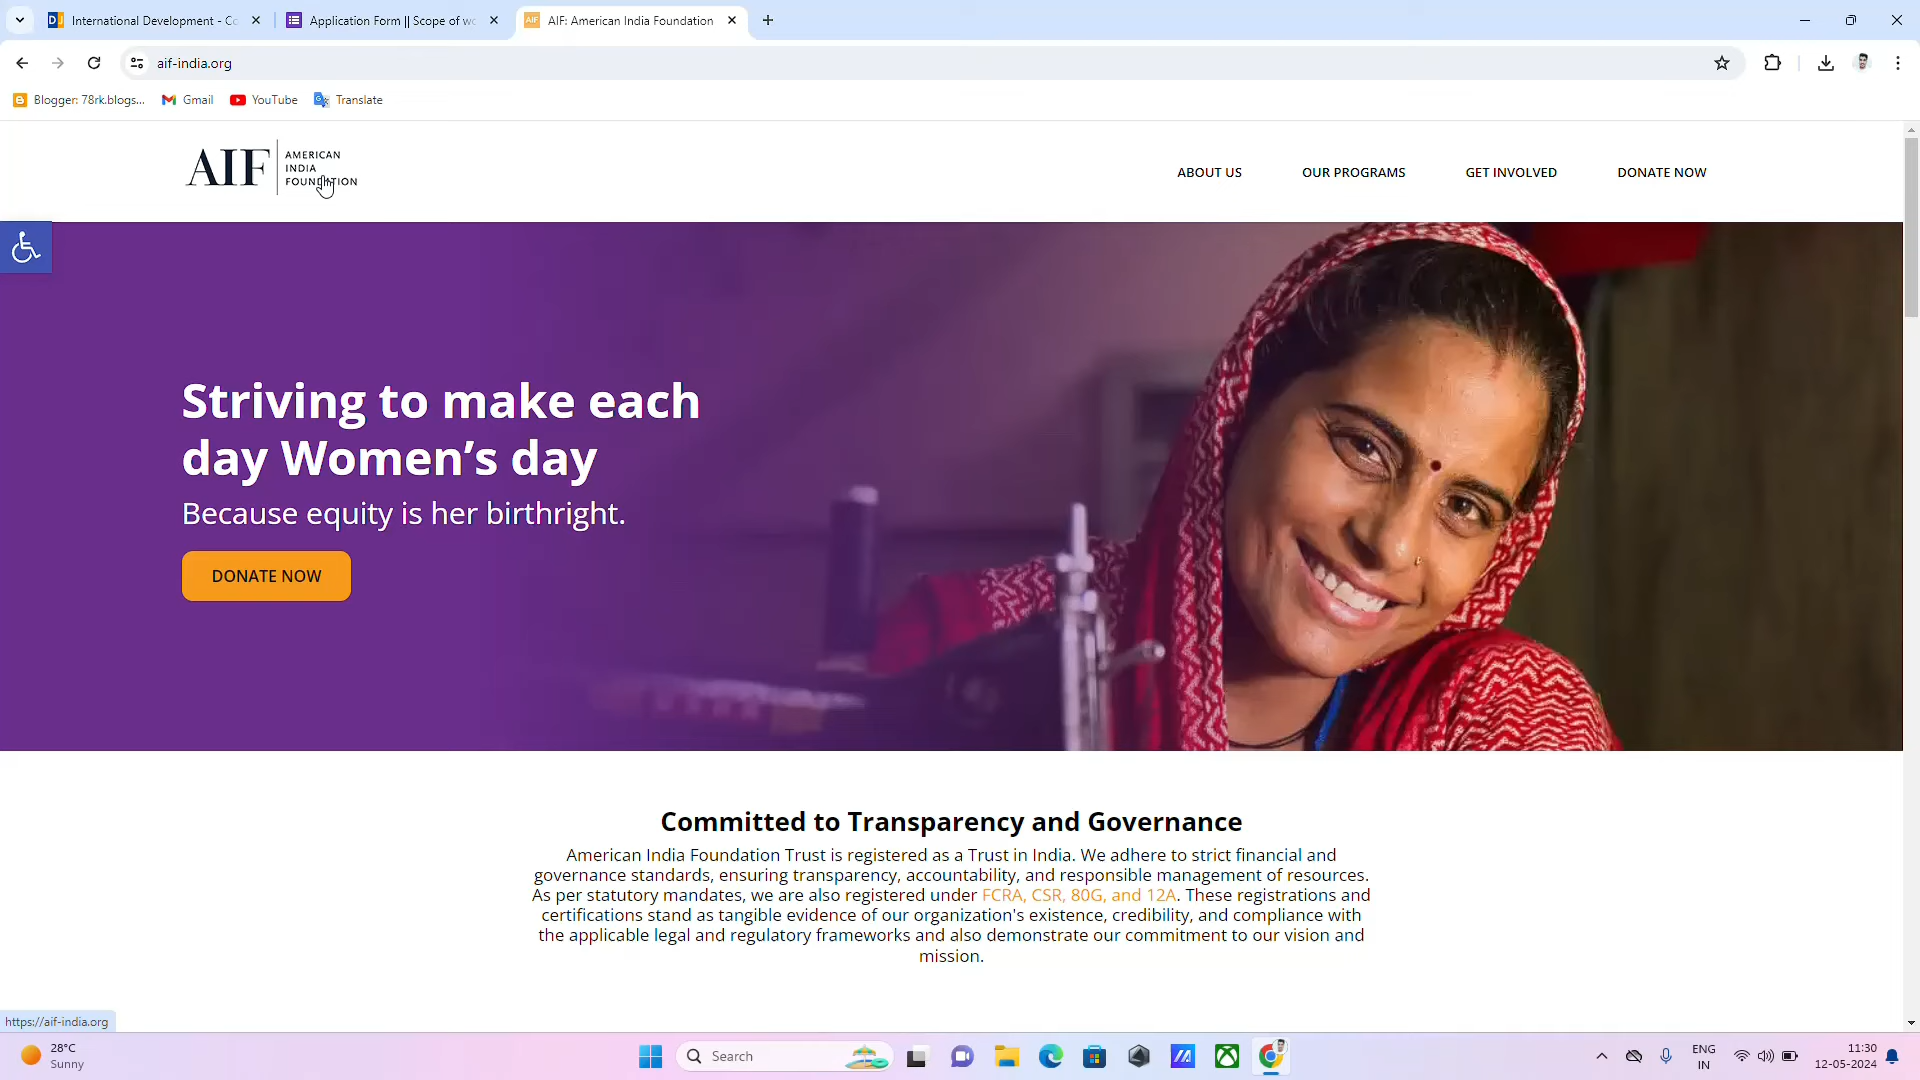 International Development - Co
Application Form || Scope of wo
AIF: American India Foundation
aif-india.org
Blogger: 78rk.blogs...
Gmail
YouTube
Translate
AIF
AMERICAN
INDIA
FOUNDATION
ABOUT US
OUR PROGRAMS
GET INVOLVED
DONATE NOW
Striving to make each
day Women’s day
Because equity is her birthright.
DONATE NOW
Committed to Transparency and Governance
American India Foundation Trust is registered as a Trust in India. We adhere to strict financial and
governance standards, ensuring transparency, accountability, and responsible management of resources.
As per statutory mandates, we are also registered under FCRA, CSR, 80G, and 12A. These registrations and
certifications stand as tangible evidence of our organization's existence, credibility, and compliance with
the applicable legal and regulatory frameworks and also demonstrate our commitment to our vision and
mission.
https://aif-india.org
28°C
Sunny
Search
ENG
IN
11:30
12-05-2024